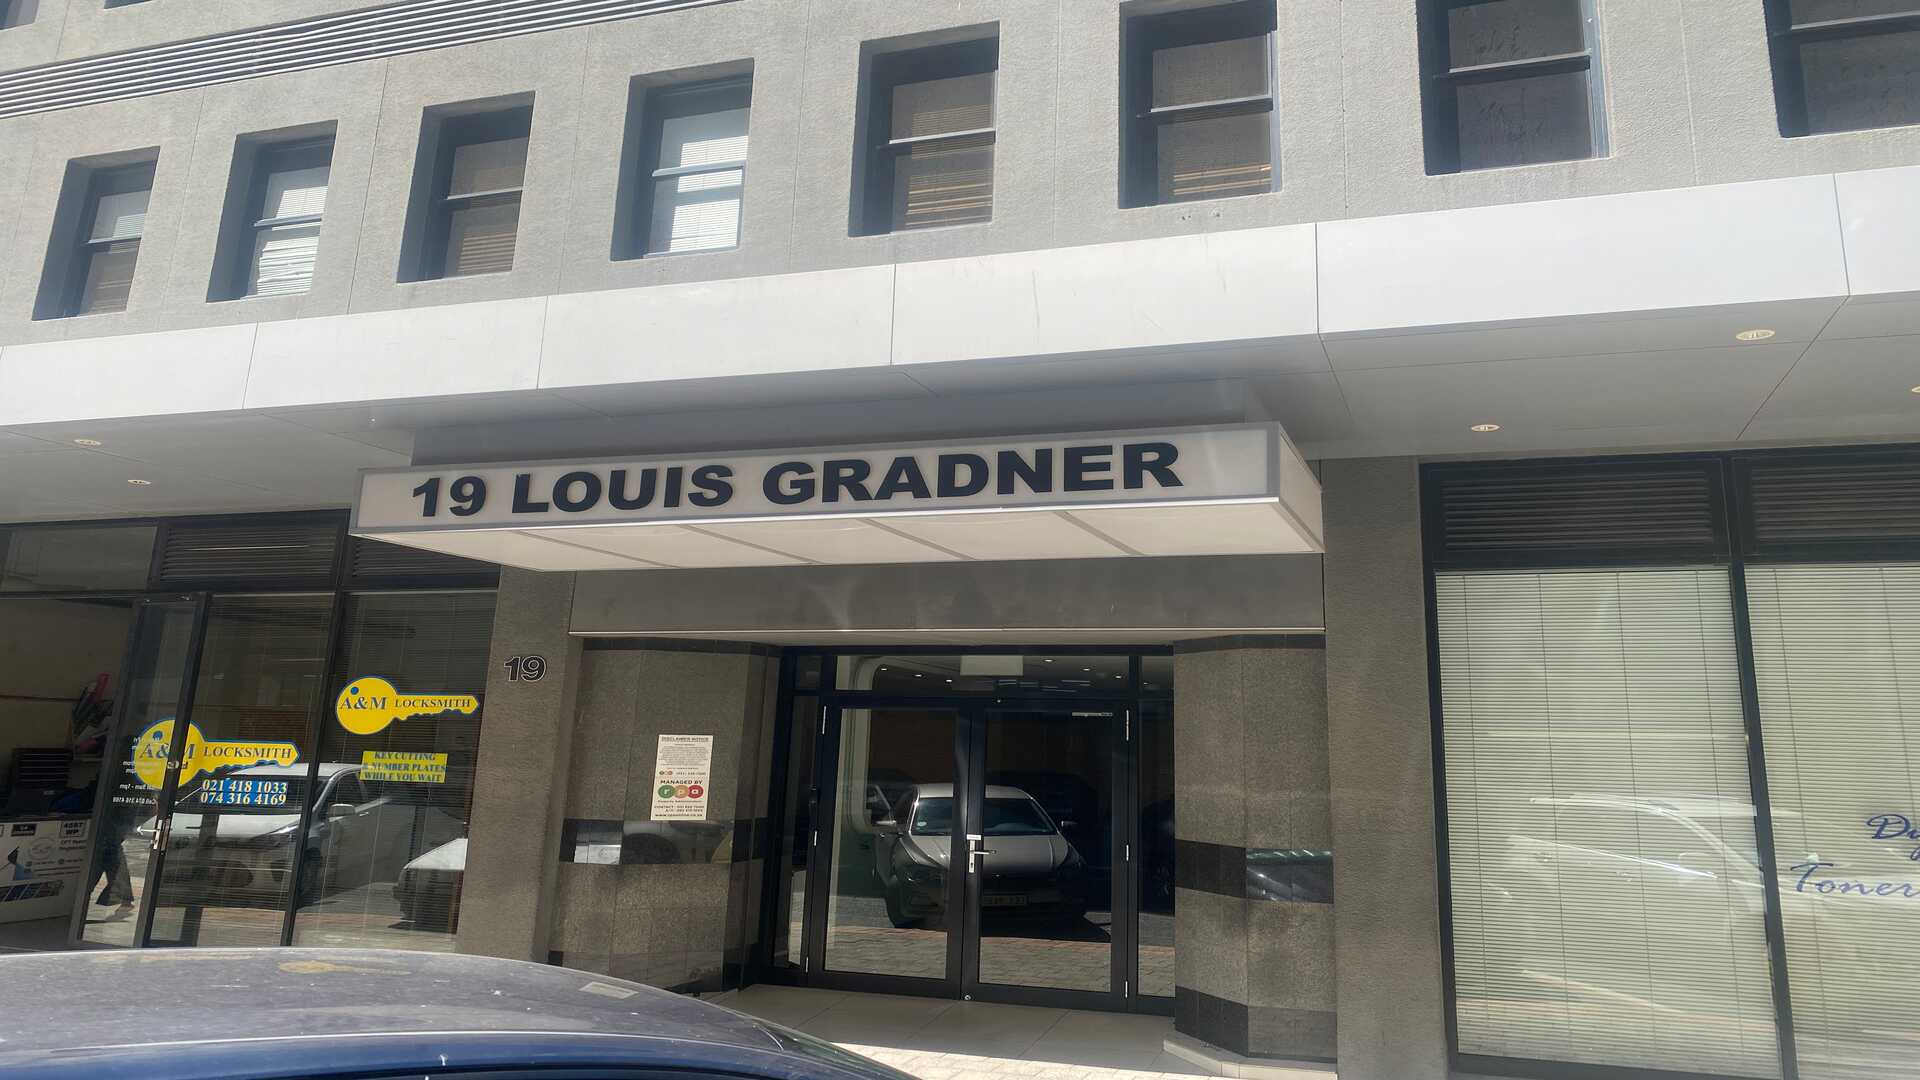 19 LOUIS GRADNER
19
A&M LOCKSMITH
KEY CUTTING
& NUMBER PLATES
WHILE YOU WAIT
A&M LOCKSMITH
021 418 1033
074 316 4169
DISCLAIMER NOTICE
MANAGED BY
rpa
Toner